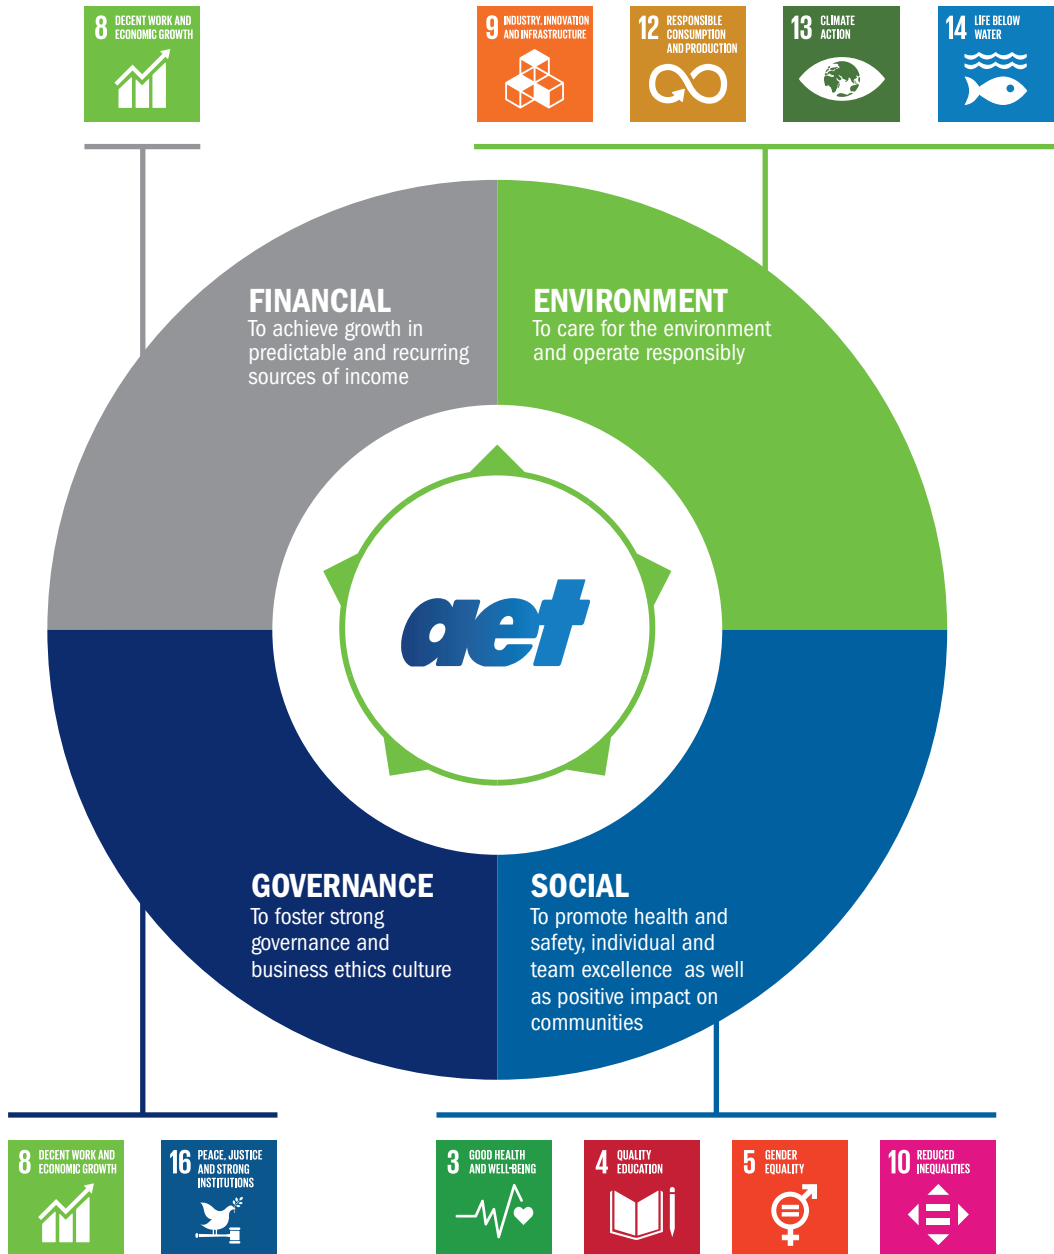 8 DECENT WORK AND
ECONOMIC GROWTH
9 INDUSTRY, INNOVATION
AND INFRASTRUCTURE
12 RESPONSIBLE
CONSUMPTION
AND PRODUCTION
13 CLIMATE
ACTION
14 LIFE BELOW
WATER
FINANCIAL
To achieve growth in
predictable and recurring
sources of income
ENVIRONMENT
To care for the environment
and operate responsibly
aet
GOVERNANCE
To foster strong
governance and
business ethics culture
SOCIAL
To promote health and
safety, individual and
team excellence as well
as positive impact on
communities
8 DECENT WORK AND
ECONOMIC GROWTH
16 PEACE, JUSTICE
AND STRONG
INSTITUTIONS
3 GOOD HEALTH
AND WELL-BEING
4 QUALITY
EDUCATION
5 GENDER
EQUALITY
10 REDUCED
INEQUALITIES